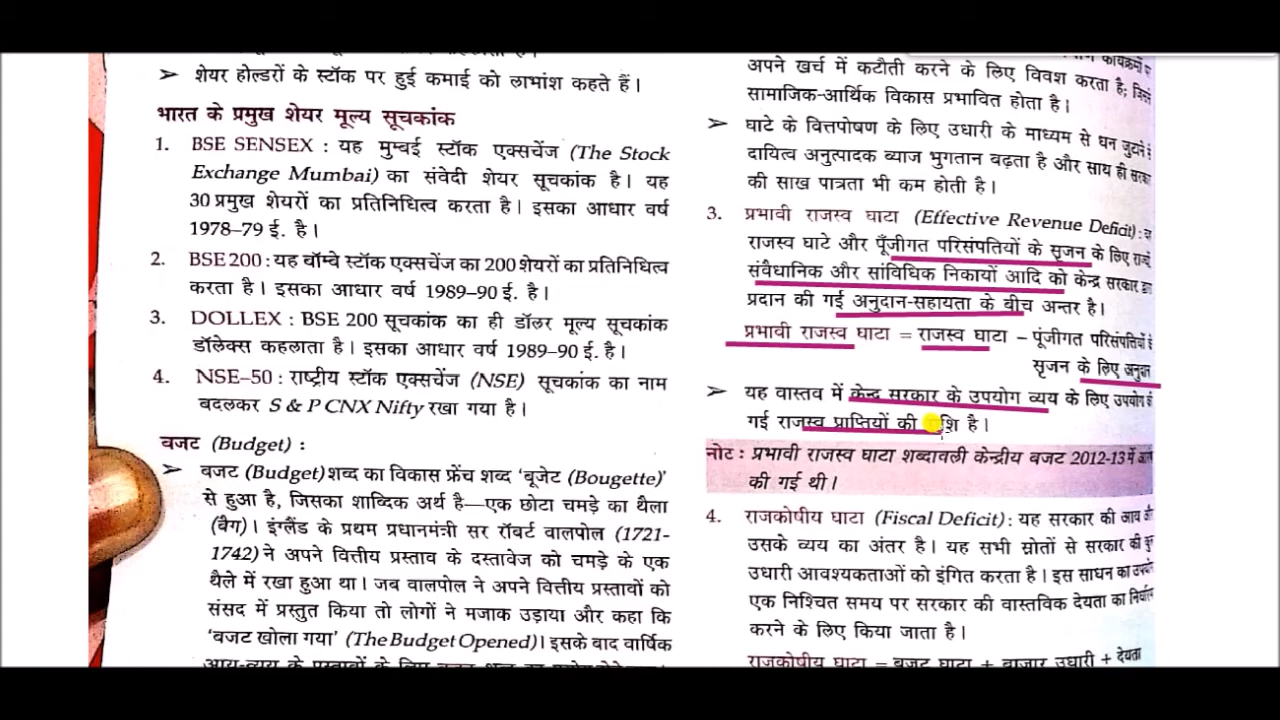 ➢ शेयर होल्डरों के स्टॉक पर हुई कमाई को लाभांश कहते हैं।
भारत के प्रमुख शेयर मूल्य सूचकांक
1. BSE SENSEX : यह मुम्बई स्टॉक एक्सचेंज (The Stock
Exchange Mumbai) का संवेदी शेयर सूचकांक है। यह
30 प्रमुख शेयरों का प्रतिनिधित्व करता है। इसका आधार वर्ष
1978–79 ई. है।
2. BSE 200 : यह बॉम्बे स्टॉक एक्सचेंज का 200 शेयरों का प्रतिनिधित्व
करता है। इसका आधार वर्ष 1989–90 ई. है।
3. DOLLEX : BSE 200 सूचकांक का ही डॉलर मूल्य सूचकांक
डॉलेक्स कहलाता है। इसका आधार वर्ष 1989–90 ई. है।
4. NSE–50 : राष्ट्रीय स्टॉक एक्सचेंज (NSE) सूचकांक का नाम
बदलकर S & P CNX Nifty रखा गया है।
बजट (Budget) :
➢ बजट (Budget) शब्द का विकास फ्रेंच शब्द 'बूजेट (Bougette)'
से हुआ है, जिसका शाब्दिक अर्थ है—एक छोटा चमड़े का थैला
(बैग)। इंग्लैंड के प्रथम प्रधानमंत्री सर रॉबर्ट वालपोल (1721-
1742) ने अपने वित्तीय प्रस्ताव के दस्तावेज को चमड़े के एक
थैले में रखा हुआ था। जब वालपोल ने अपने वित्तीय प्रस्तावों को
संसद में प्रस्तुत किया तो लोगों ने मजाक उड़ाया और कहा कि
'बजट खोला गया' (The Budget Opened)। इसके बाद वार्षिक
अपने खर्च में कटौती करने के लिए विवश करता है;
सामाजिक-आर्थिक विकास प्रभावित होता है।
➢ घाटे के वित्तपोषण के लिए उधारी के माध्यम से धन जुटाने
दायित्व अनुत्पादक ब्याज भुगतान बढ़ता है और साथ ही
की साख पात्रता भी कम होती है।
3. प्रभावी राजस्व घाटा (Effective Revenue Deficit) :
राजस्व घाटे और पूँजीगत परिसंपत्तियों के सृजन के लिए
संवैधानिक और सांविधिक निकायों आदि को केन्द्र सरकार
प्रदान की गई अनुदान-सहायता के बीच अन्तर है।
प्रभावी राजस्व घाटा = राजस्व घाटा – पूंजीगत परिसंपत्तियों
सृजन के लिए अनुदान
➢ यह वास्तव में केन्द्र सरकार के उपयोग व्यय के लिए उपयोग
गई राजस्व प्राप्तियों की है।
नोट : प्रभावी राजस्व घाटा शब्दावली केन्द्रीय बजट 2012-13 में
की गई थी।
4. राजकोषीय घाटा (Fiscal Deficit) : यह सरकार की आय और
उसके व्यय का अंतर है। यह सभी स्रोतों से सरकार की कुल
उधारी आवश्यकताओं को इंगित करता है। इस साधन का
एक निश्चित समय पर सरकार की वास्तविक देयता का
करने के लिए किया जाता है।
राजकोषीय घाटा = बजट घाटा + बाजार उधारी + देयता